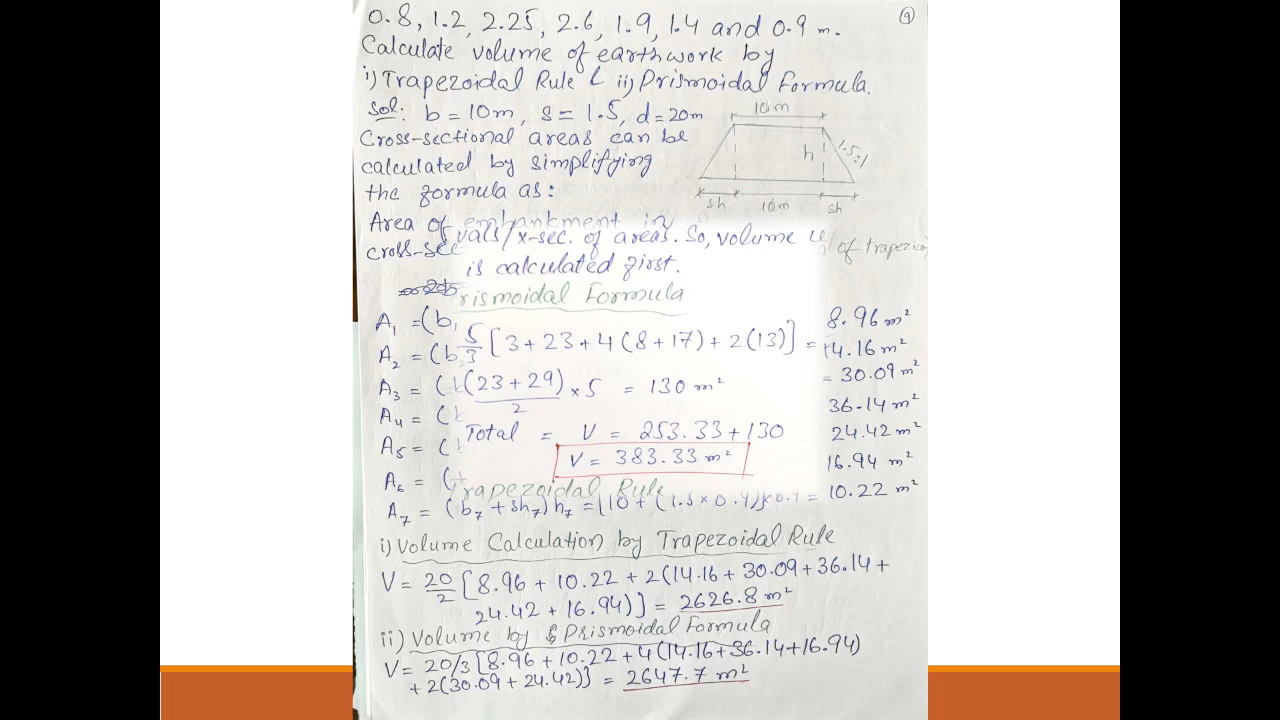 9
0.8, 1.2, 2.25, 2.6, 1.9, 1.4 and 0.9 m.
Calculate volume of earthwork by
i) Trapezoidal Rule & ii) Prismoidal Formula.
Sol: b = 10m, s = 1.5, d = 20m
Cross-sectional areas can be
calculated by simplifying
the formula as:
10m
h
1.5:1
sh 10m sh
Area of embankment in
cross-sec
vals/x-sec. of areas. So, volume
of trapezi
is calculated first.
rismoidal Formula
A1 = (b,
8.96 m²
5/3 [3+23+4(8+17)+2(13)] =
A2 = (b,
14.16 m²
A3 = (b
(23+29)/2 × 5 = 130 m²
= 30.09 m²
A4 = (b
36.14 m²
Total = V = 253.33+130
A5 = (b
24.42 m²
V = 383.33 m²
16.94 m²
A6 = (
Trapezoidal Rule
A7 = (b7 + sh7) h7 = (10 + (1.5×0.9)) × 0.9 = 10.22 m²
i) Volume Calculation by Trapezoidal Rule
V = 20/2 [8.96 + 10.22 + 2(14.16 + 30.09 + 36.14 +
24.42 + 16.94)] = 2626.8 m²
ii) Volume by Prismoidal Formula
V = 20/3 [8.96 + 10.22 + 4(14.16 + 36.14 + 16.94)
+ 2(30.09 + 24.42)] = 2647.7 m²